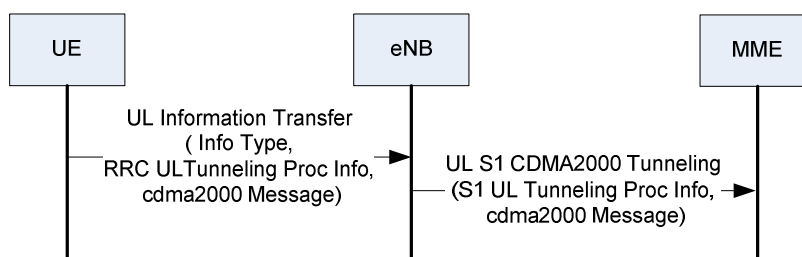 UE
eNB
MME
UL Information Transfer
( Info Type,
RRC ULTunneling Proc Info,
cdma2000 Message)
UL S1 CDMA2000 Tunneling
(S1 UL Tunneling Proc Info,
cdma2000 Message)